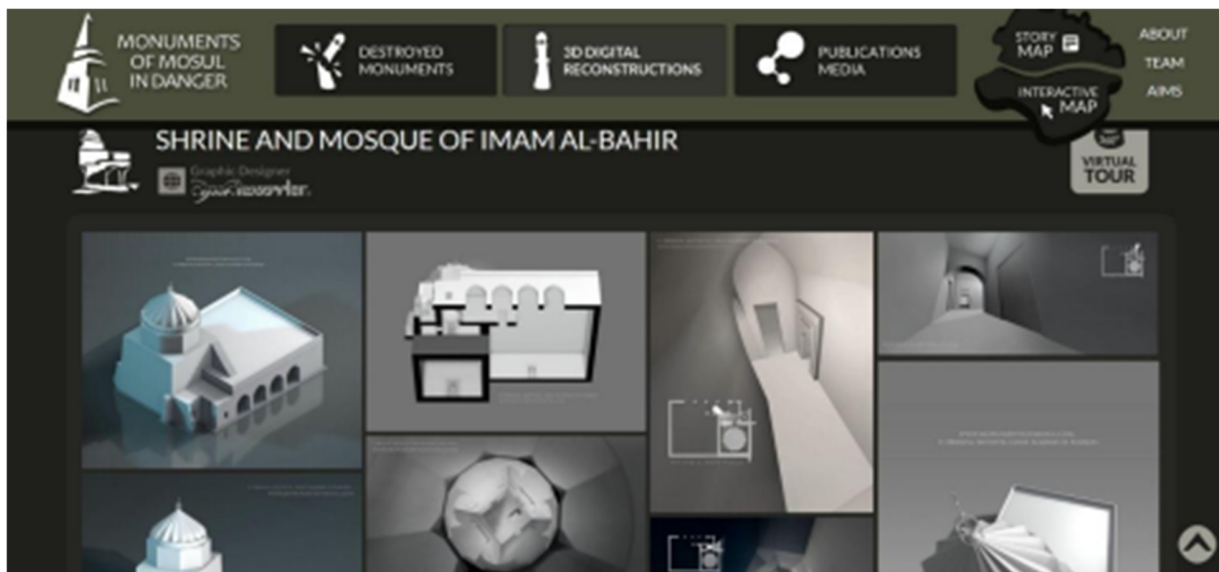 MONUMENTS
OF MOSUL
IN DANGER
DESTROYED
MONUMENTS
3D DIGITAL
RECONSTRUCTIONS
PUBLICATIONS
MEDIA
STORY
MAP
INTERACTIVE
MAP
ABOUT
TEAM
AIMS
SHRINE AND MOSQUE OF IMAM AL-BAHIR
Graphic Designer
VIRTUAL
TOUR